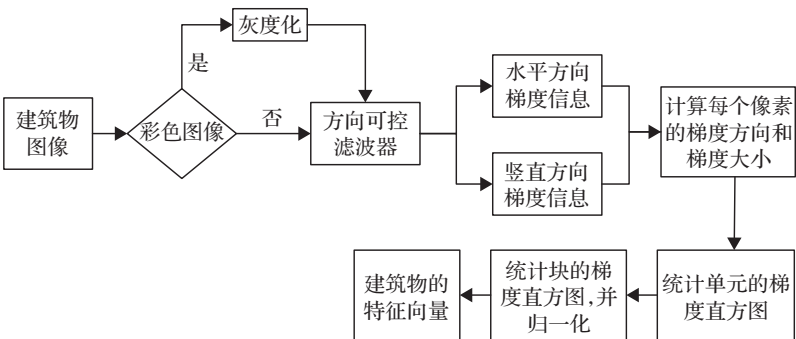 灰度化
是
建筑物
图像
彩色图像
否
方向可控
滤波器
水平方向
梯度信息
竖直方向
梯度信息
计算每个像素
的梯度方向和
梯度大小
统计单元的梯
度直方图
统计块的梯
度直方图,并
归一化
建筑物的
特征向量